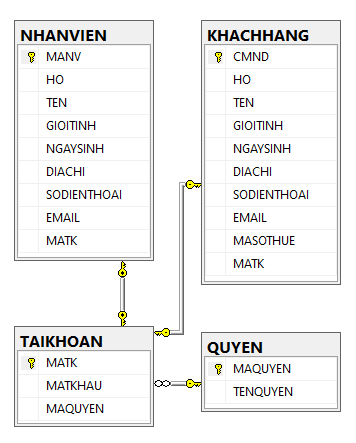 NHANVIEN
MANV
HO
TEN
GIOITINH
NGAYSINH
DIACHI
SODIENTHOAI
EMAIL
MATK
KHACHHANG
CMND
HO
TEN
GIOITINH
NGAYSINH
DIACHI
SODIENTHOAI
EMAIL
MASOTHUE
MATK
TAIKHOAN
MATK
MATKHAU
MAQUYEN
QUYEN
MAQUYEN
TENQUYEN